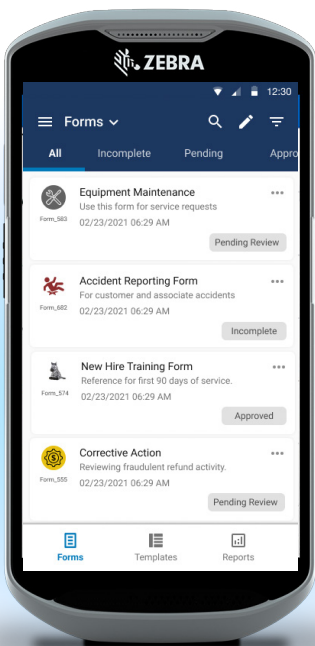 ZEBRA
12:30
Forms
All Incomplete Pending Appro
Equipment Maintenance
Use this form for service requests
Form_583
02/23/2021 06:29 AM
Pending Review
Accident Reporting Form
For customer and associate accidents
Form_682
02/23/2021 06:29 AM
Incomplete
New Hire Training Form
Reference for first 90 days of service.
Form_574
02/23/2021 06:29 AM
Approved
Corrective Action
Reviewing fraudulent refund activity.
Form_555
02/23/2021 06:29 AM
Pending Review
Forms Templates Reports